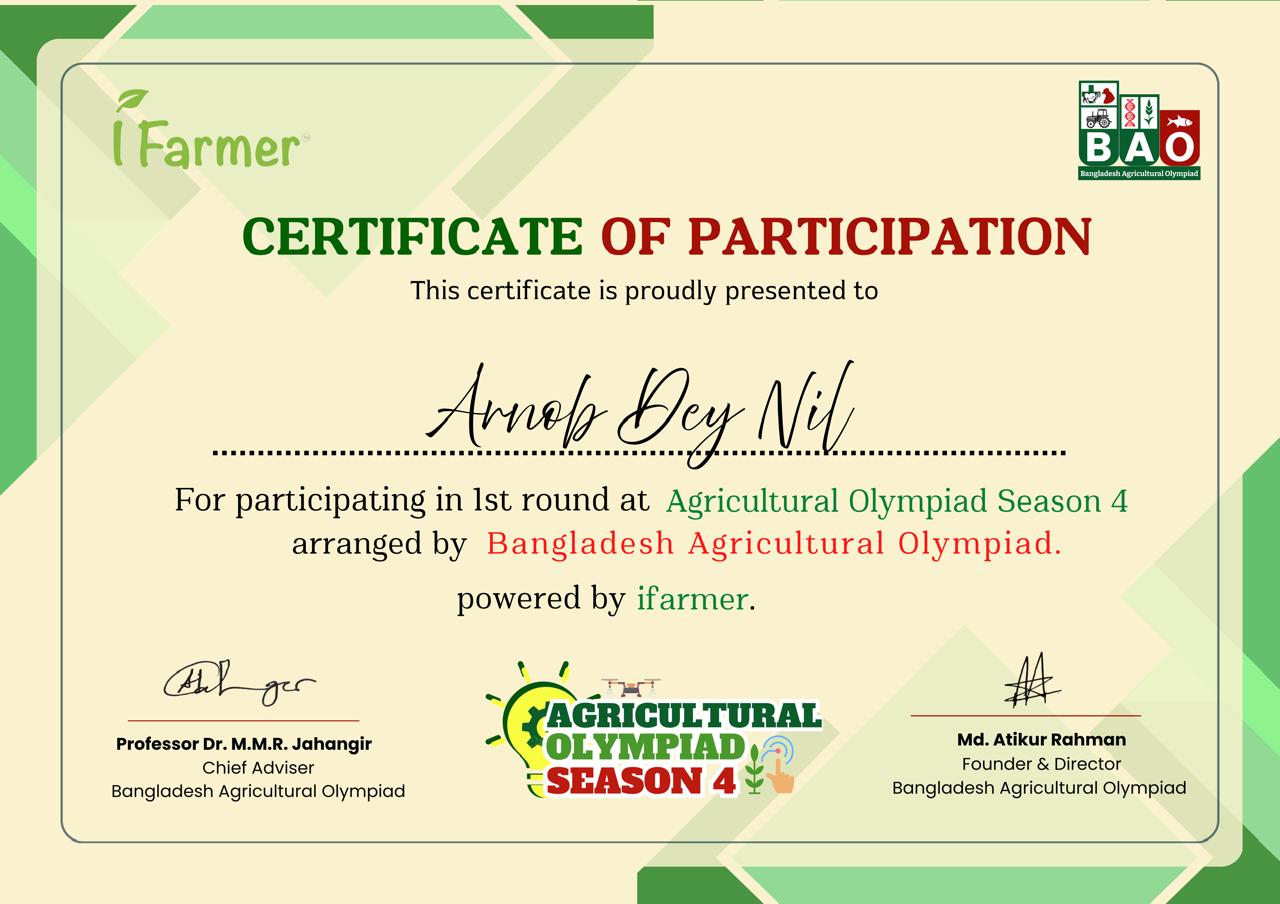 I Farmer
BAO
Bangladesh Agricultural Olympiad
CERTIFICATE OF PARTICIPATION
This certificate is proudly presented to
Arnob Dey Nil
For participating in 1st round at Agricultural Olympiad Season 4
arranged by Bangladesh Agricultural Olympiad.
powered by ifarmer.
Professor Dr. M.M.R. Jahangir
Chief Adviser
Bangladesh Agricultural Olympiad
AGRICULTURAL
OLYMPIAD
SEASON 4
Md. Atikur Rahman
Founder & Director
Bangladesh Agricultural Olympiad